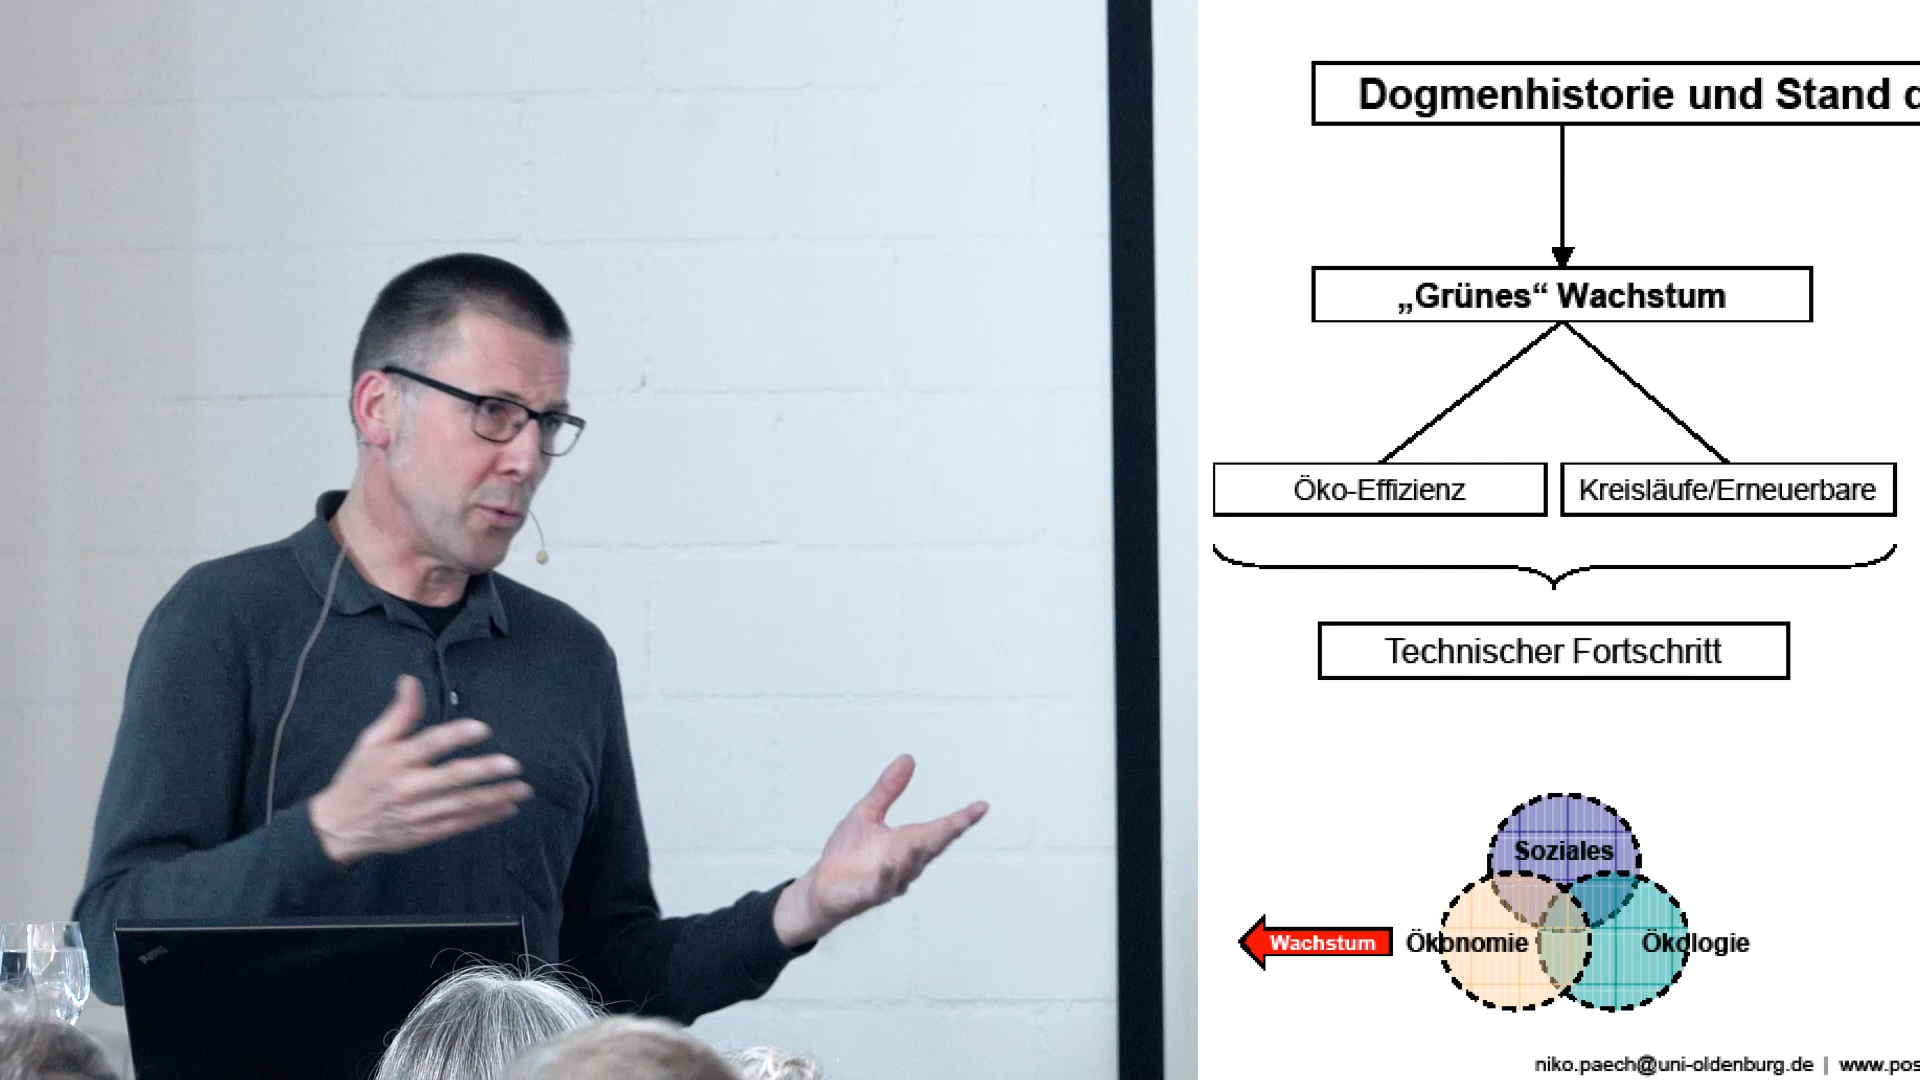 Dogmenhistorie und Stand d
„Grünes“ Wachstum
Öko-Effizienz
Kreisläufe/Erneuerbare
Technischer Fortschritt
Soziales
Wachstum
Ökonomie
Ökologie
niko.paech@uni-oldenburg.de | www.pos